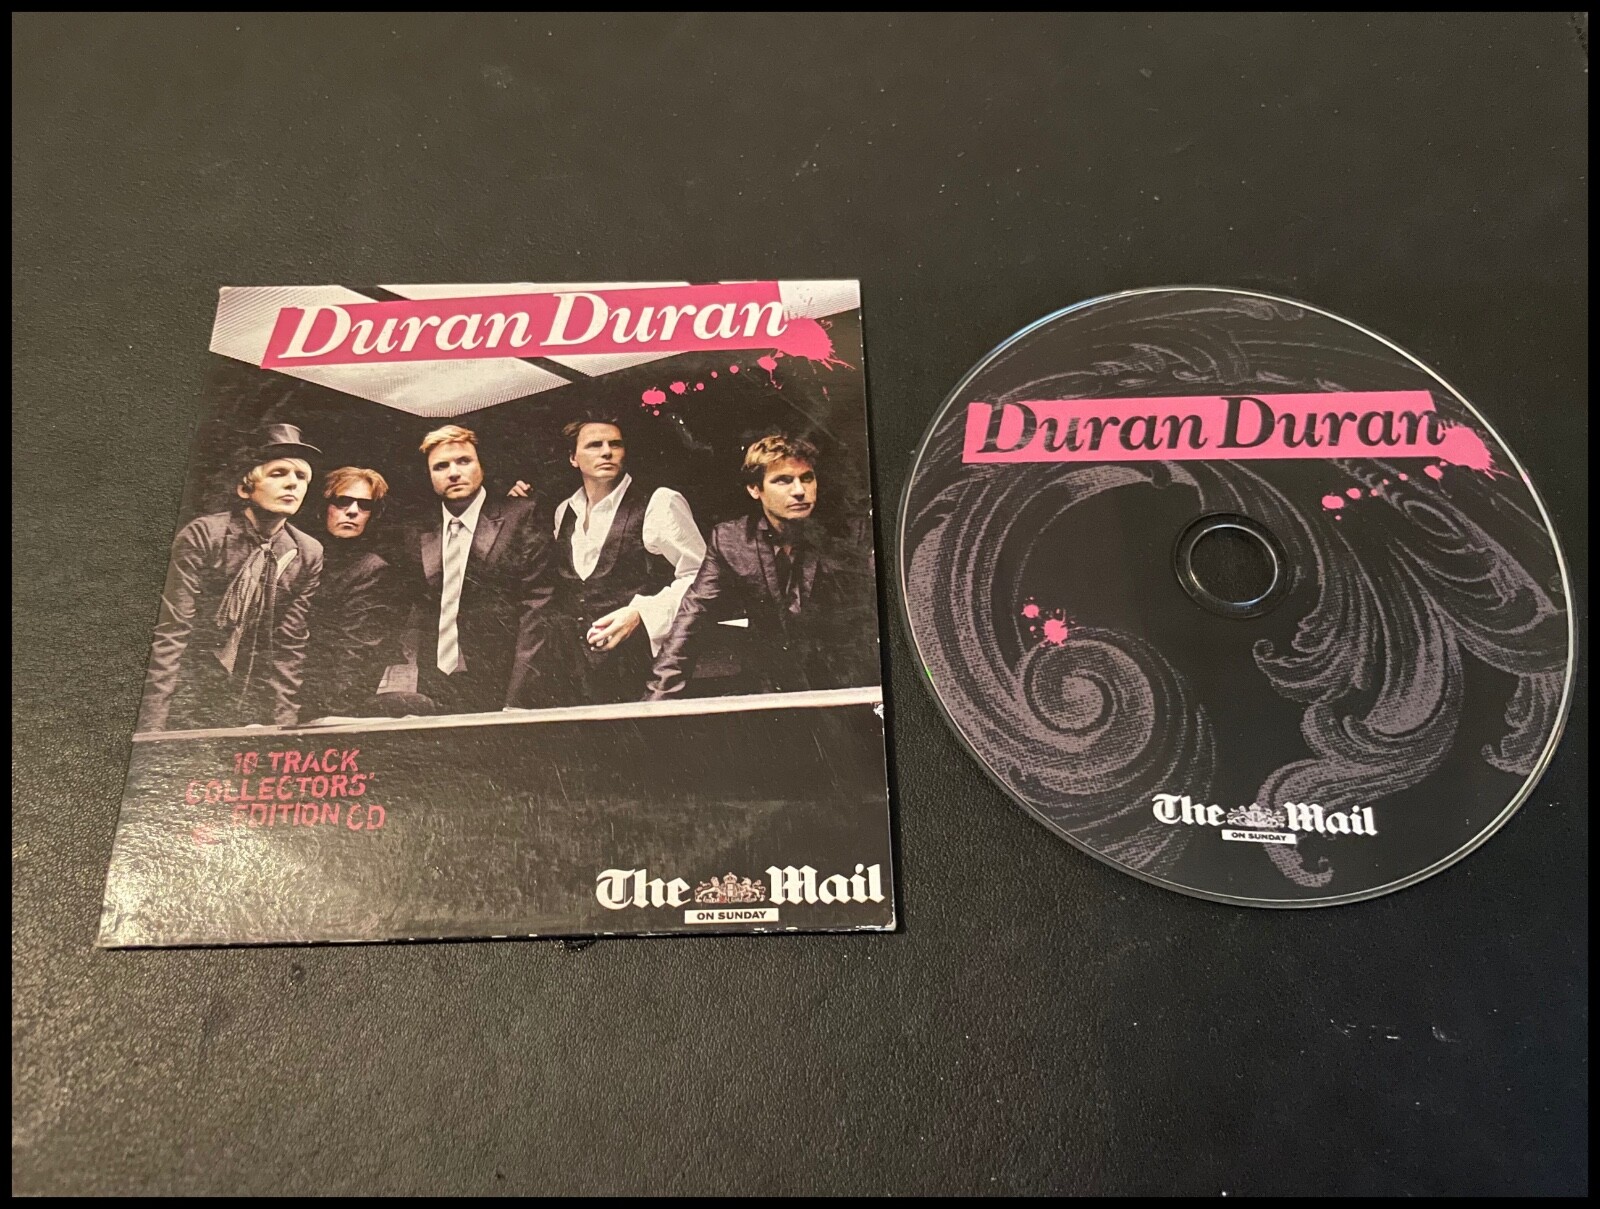 Duran Duran
10 TRACK
COLLECTORS'
EDITION CD
The Mail
ON SUNDAY
Duran Duran
The Mail
ON SUNDAY